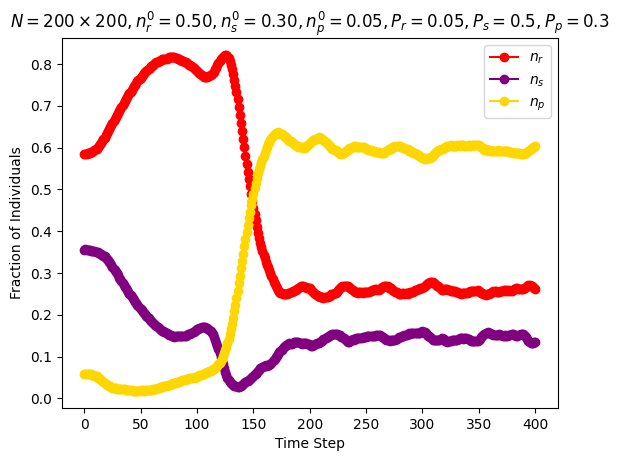 N = 200 × 200, n_r^0 = 0.50, n_s^0 = 0.30, n_p^0 = 0.05, P_r = 0.05, P_s = 0.5, P_p = 0.3
n_r
n_s
n_p
Fraction of Individuals
0.8
0.7
0.6
0.5
0.4
0.3
0.2
0.1
0.0
0 50 100 150 200 250 300 350 400
Time Step